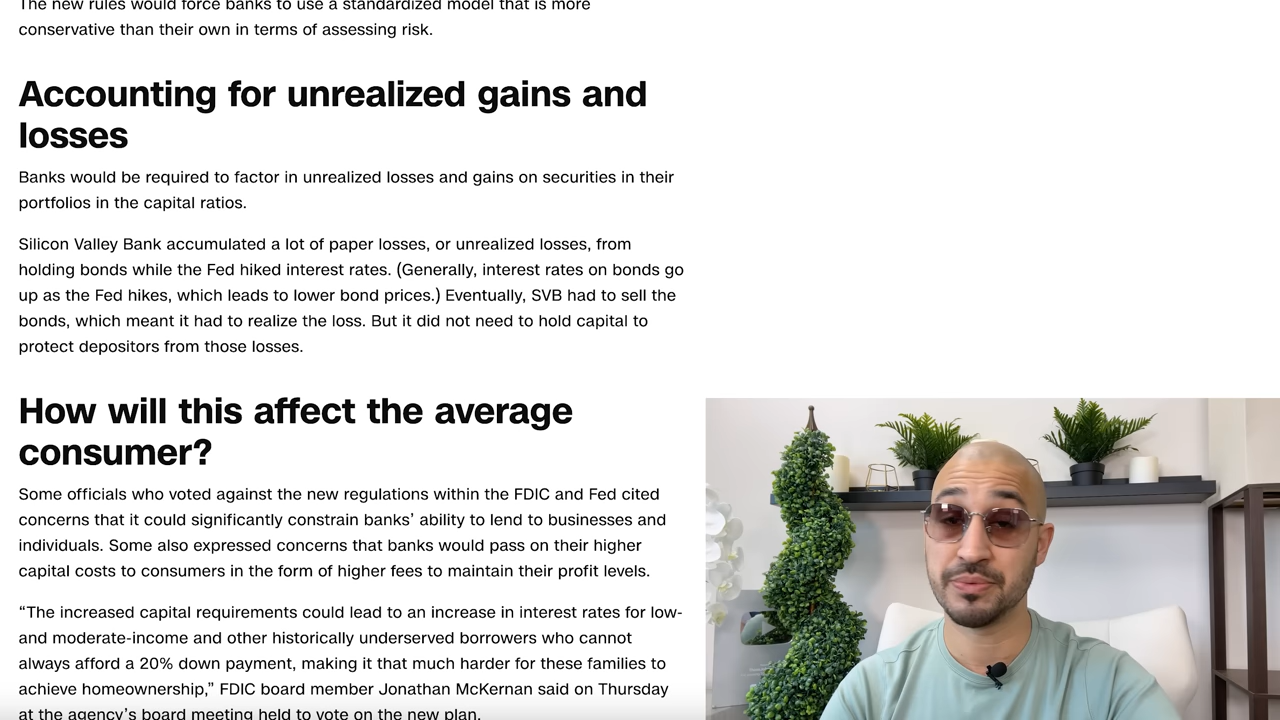 The new rules would force banks to use a standardized model that is more
conservative than their own in terms of assessing risk.
Accounting for unrealized gains and
losses
Banks would be required to factor in unrealized losses and gains on securities in their
portfolios in the capital ratios.
Silicon Valley Bank accumulated a lot of paper losses, or unrealized losses, from
holding bonds while the Fed hiked interest rates. (Generally, interest rates on bonds go
up as the Fed hikes, which leads to lower bond prices.) Eventually, SVB had to sell the
bonds, which meant it had to realize the loss. But it did not need to hold capital to
protect depositors from those losses.
How will this affect the average
consumer?
Some officials who voted against the new regulations within the FDIC and Fed cited
concerns that it could significantly constrain banks’ ability to lend to businesses and
individuals. Some also expressed concerns that banks would pass on their higher
capital costs to consumers in the form of higher fees to maintain their profit levels.
“The increased capital requirements could lead to an increase in interest rates for low-
and moderate-income and other historically underserved borrowers who cannot
always afford a 20% down payment, making it that much harder for these families to
achieve homeownership,” FDIC board member Jonathan McKernan said on Thursday
at the agency’s board meeting held to vote on the new plan.